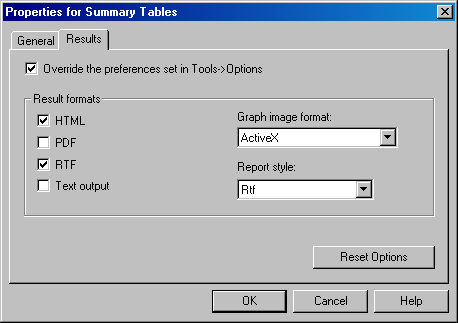 Properties for Summary Tables
General
Results
Override the preferences set in Tools->Options
Result formats
HTML
PDF
RTF
Text output
Graph image format:
ActiveX
Report style:
Rtf
Reset Options
OK
Cancel
Help